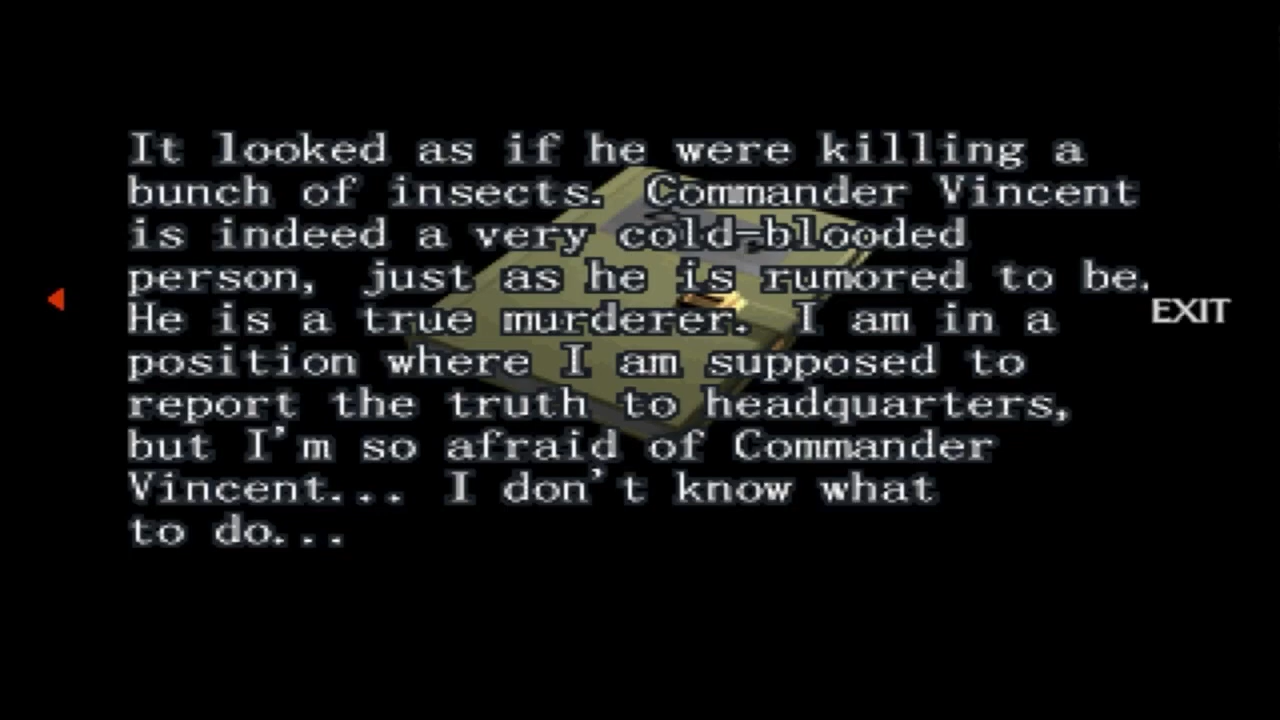 It looked as if he were killing a
bunch of insects. Commander Vincent
is indeed a very cold-blooded
person, just as he is rumored to be.
He is a true murderer. I am in a
position where I am supposed to
report the truth to headquarters,
but I'm so afraid of Commander
Vincent... I don't know what
to do...
EXIT